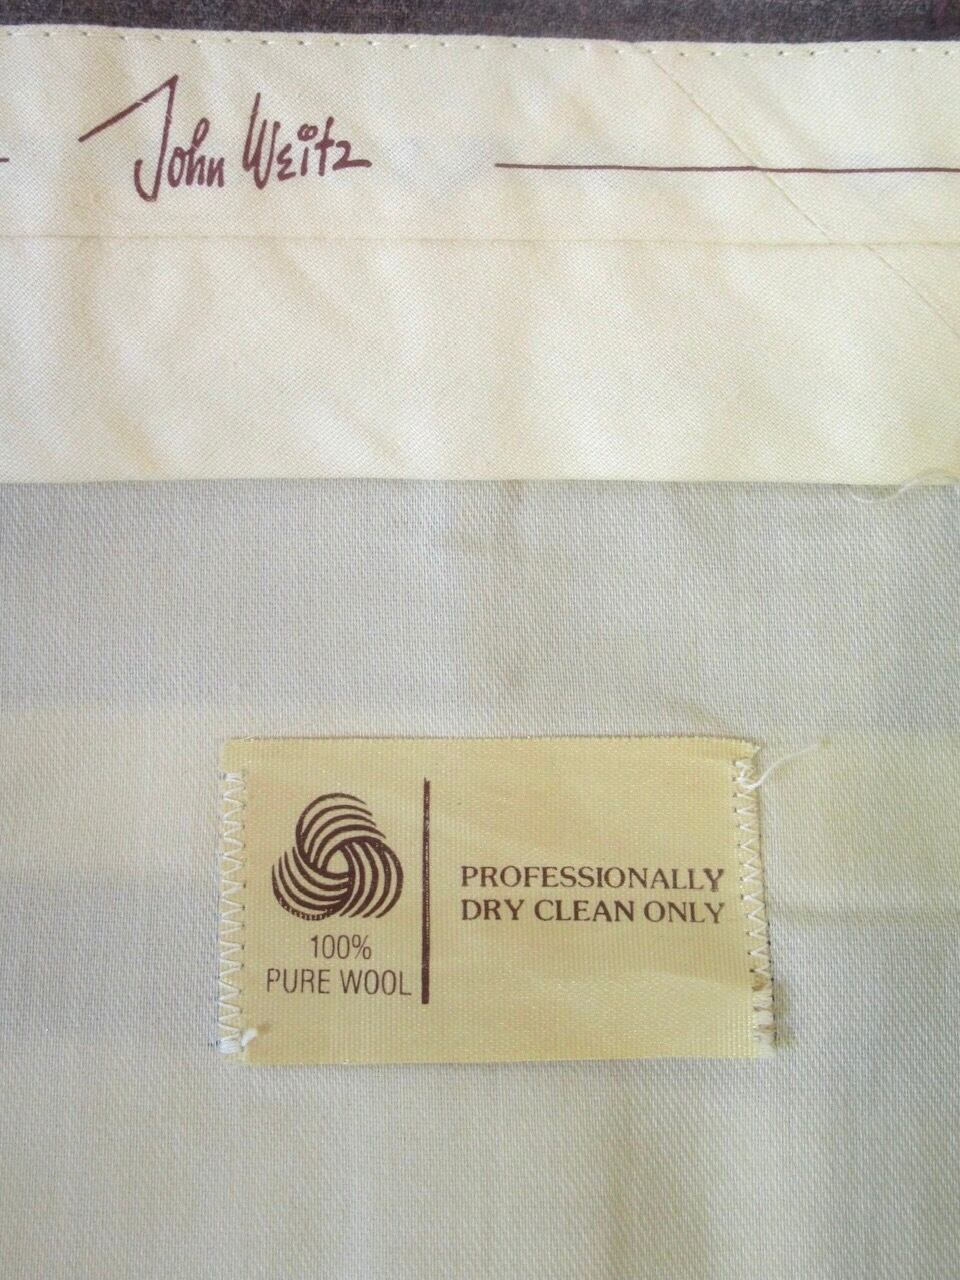 John Weitz
100%
PURE WOOL
PROFESSIONALLY
DRY CLEAN ONLY